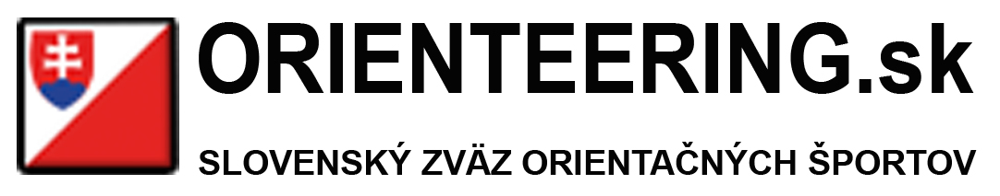 ORIENTEERING.sk
SLOVENSKÝ ZVÄZ ORIENTAČNÝCH ŠPORTOV